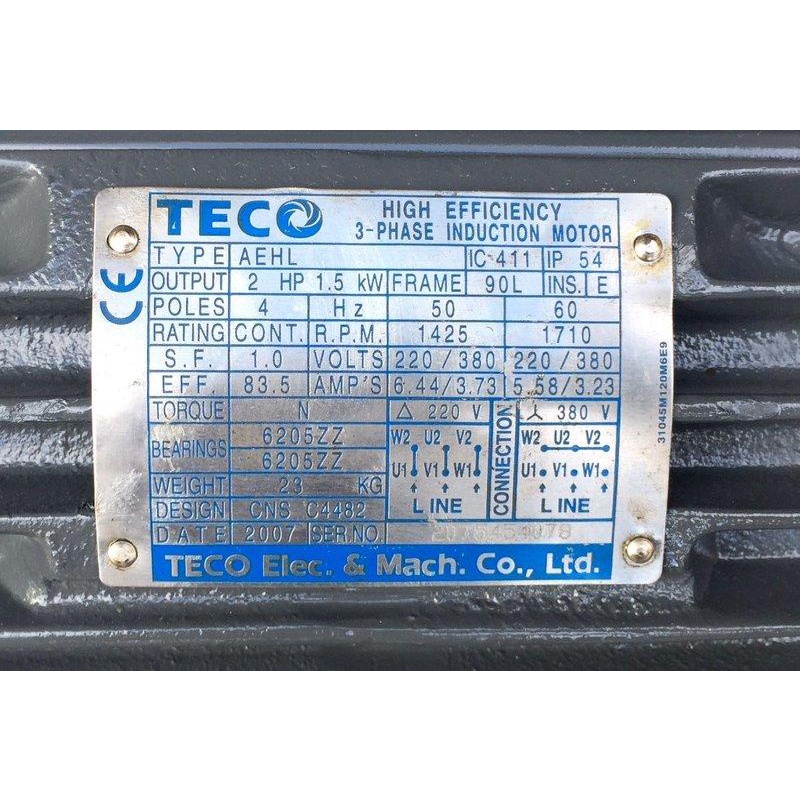 TECO HIGH EFFICIENCY
3-PHASE INDUCTION MOTOR
CE
TYPE AEHL IC 411 IP 54
OUTPUT 2 HP 1.5 kW FRAME 90L INS. E
POLES 4 Hz 50 60
RATING CONT. R.P.M. 1425 1710
S.F. 1.0 VOLTS 220/380 220/380
EFF. 83.5 AMP'S 6.44/3.73 5.58/3.23
TORQUE N △ 220 V CONNECTION 380 V
BEARINGS 6205ZZ
6205ZZ
W2 U2 V2 W2 U2 V2
U1 V1 W1 U1 V1 W1
WEIGHT 23 KG
LINE LINE
DESIGN CNS C4482
DATE 2007 SER.NO.
TECO Elec. & Mach. Co., Ltd.
31045M120M6E9